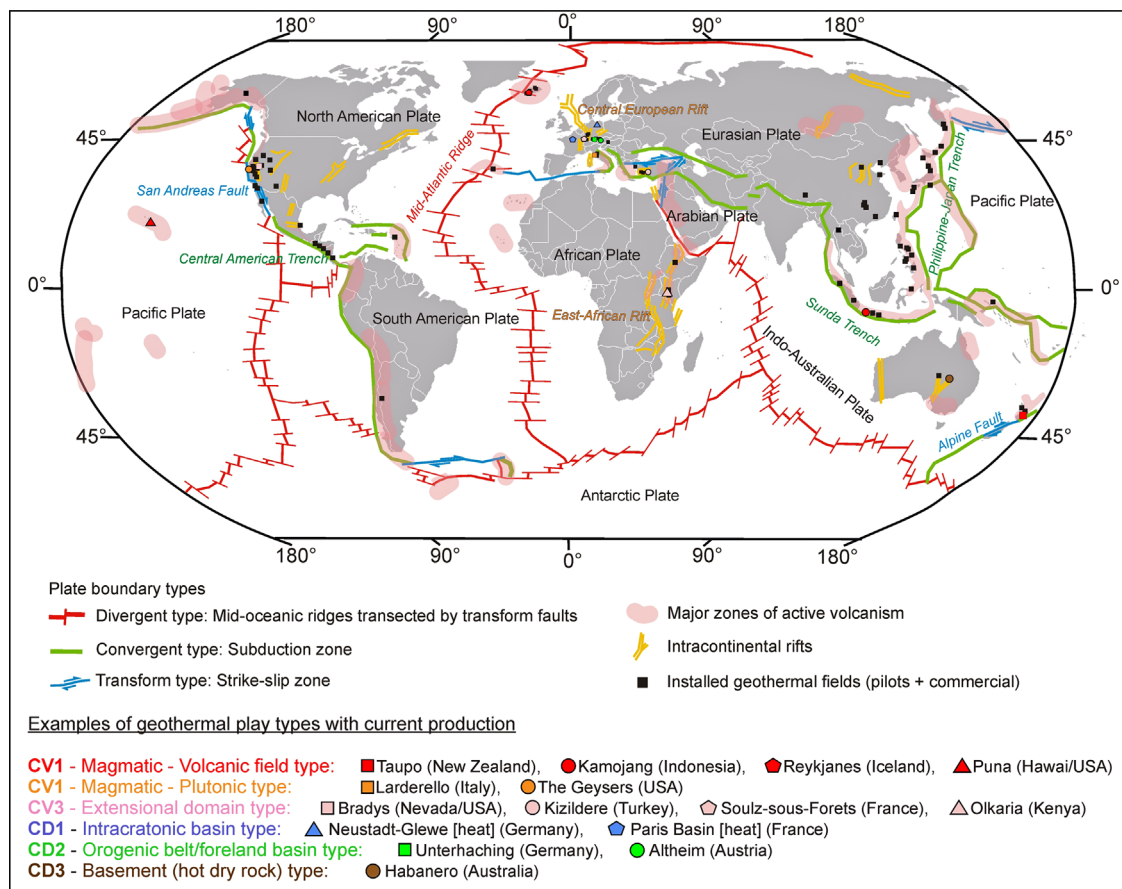 180° 90° 0° 90° 180°
45° 45°
0° 0°
45° 45°
North American Plate
Central European Rift
Eurasian Plate
Mid-Atlantic Ridge
San Andreas Fault
Philippine-Japan Trench
Pacific Plate
Arabian Plate
African Plate
Central American Trench
Pacific Plate
South American Plate
East-African Rift
Sunda Trench
Indo-Australian Plate
Alpine Fault
Antarctic Plate
180° 90° 0° 90° 180°
Plate boundary types
Divergent type: Mid-oceanic ridges transected by transform faults
Convergent type: Subduction zone
Transform type: Strike-slip zone
Major zones of active volcanism
Intracontinental rifts
Installed geothermal fields (pilots + commercial)
Examples of geothermal play types with current production
CV1 - Magmatic - Volcanic field type: Taupo (New Zealand), Kamojang (Indonesia), Reykjanes (Iceland), Puna (Hawai/USA)
CV1 - Magmatic - Plutonic type: Larderello (Italy), The Geysers (USA)
CV3 - Extensional domain type: Bradys (Nevada/USA), Kizildere (Turkey), Soulz-sous-Forets (France), Olkaria (Kenya)
CD1 - Intracratonic basin type: Neustadt-Glewe [heat] (Germany), Paris Basin [heat] (France)
CD2 - Orogenic belt/foreland basin type: Unterhaching (Germany), Altheim (Austria)
CD3 - Basement (hot dry rock) type: Habanero (Australia)